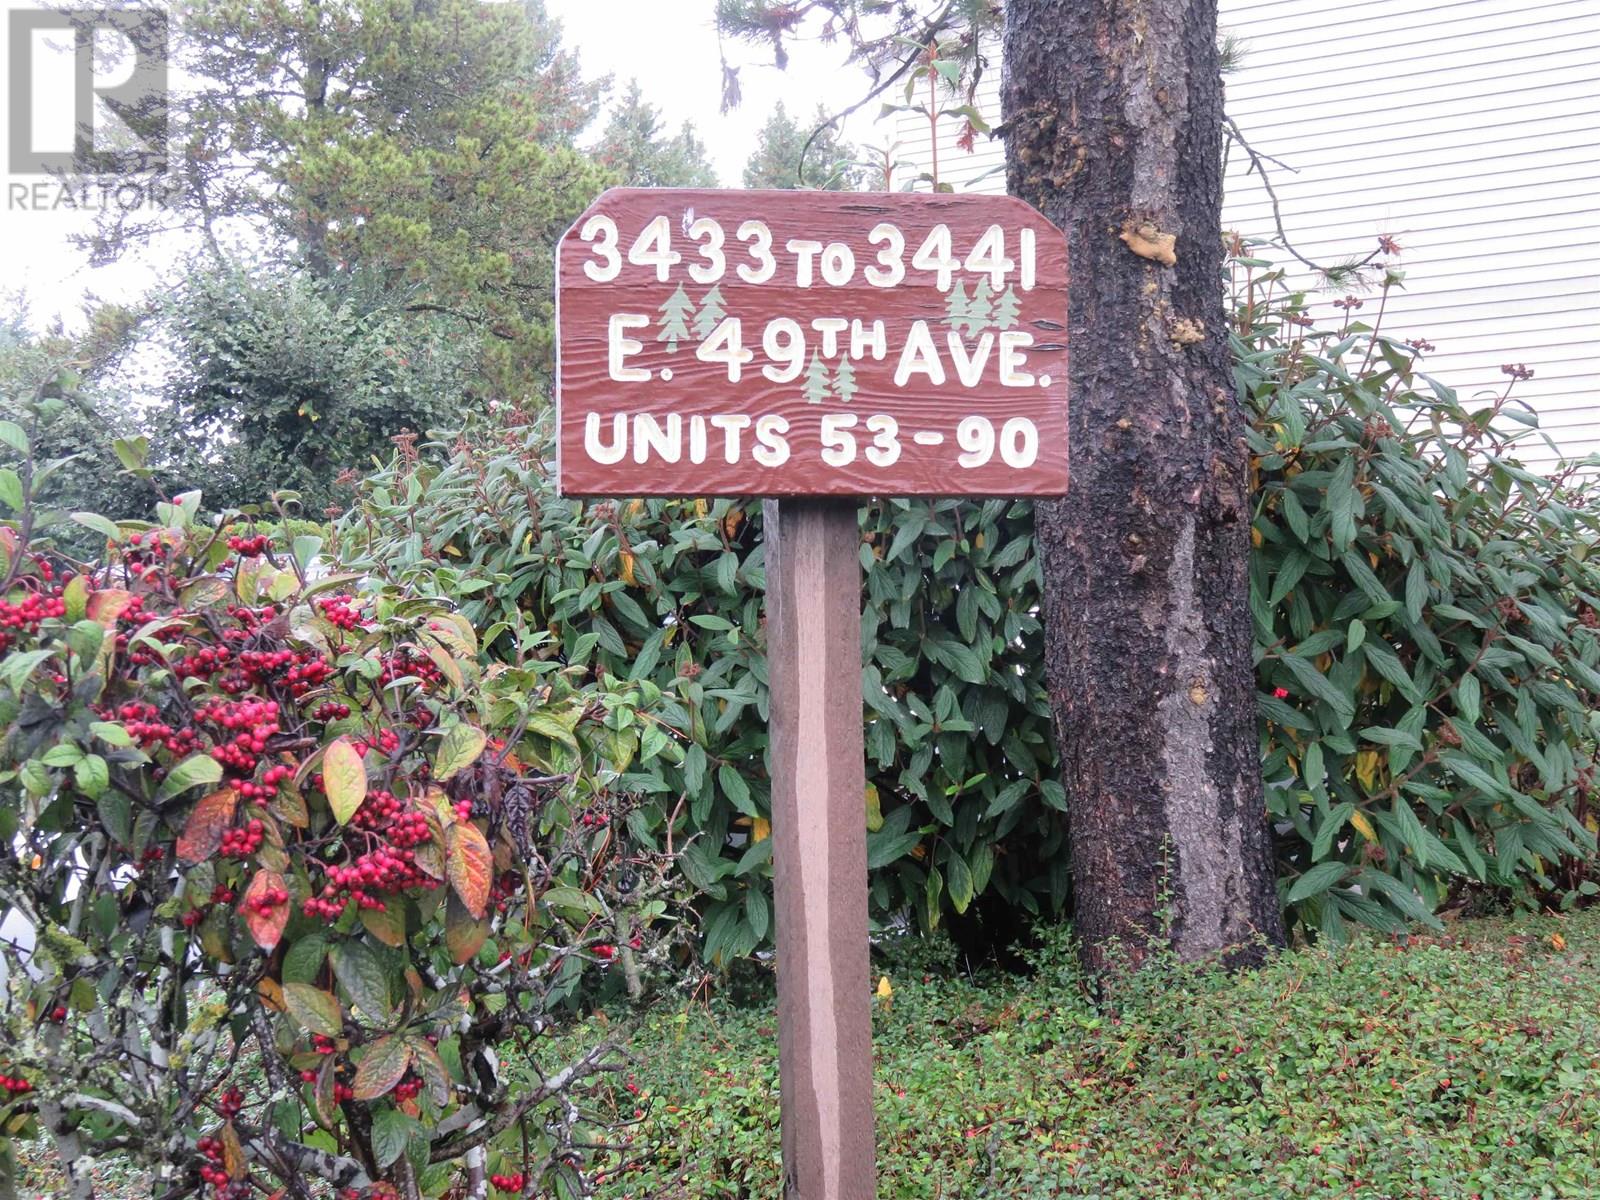 REALTOR
3433 TO 3441
E. 49TH AVE.
UNITS 53-90